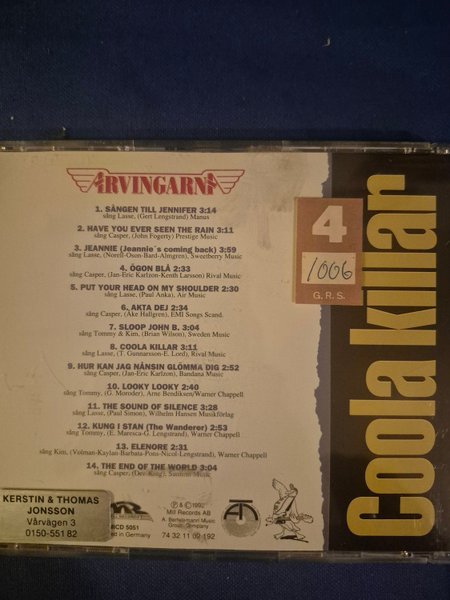 ARVINGARNA
1. SÅNGEN TILL JENNIFER 3:14
sång Lasse, (Gert Lengstrand) Manus
2. HAVE YOU EVER SEEN THE RAIN 3:11
sång Casper, (John Fogerty) Prestige Music
3. JEANNIE (Jeannie´s coming back) 3:59
sång Lasse, (Norell-Oson-Bard-Almgren), Sweetberry Music
4. ÖGON BLÅ 2:33
sång Casper, (Jan-Eric Karlzon-Kenth Larsson) Rival Music
5. PUT YOUR HEAD ON MY SHOULDER 2:30
sång Lasse, (Paul Anka), Air Music
6. AKTA DEJ 2:34
sång Casper, (Åke Hallgren), EMI Songs Scand.
7. SLOOP JOHN B. 3:04
sång Tommy & Kim, (Brian Wilson), Sweden Music
8. COOLA KILLAR 3:11
sång Lasse, (T. Gunnarsson-E. Lord), Rival Music
9. HUR KAN JAG NÅNSIN GLÖMMA DIG 2:52
sång Casper, (Jan-Eric Karlzon), Bandana Music
10. LOOKY LOOKY 2:40
sång Tommy, (G. Moroder), Arne Bendiksen/Warner Chappell
11. THE SOUND OF SILENCE 3:28
sång Lasse, (Paul Simon), Wilhelm Hansen Musikförlag
12. KUNG I STAN (The Wanderer) 2:53
sång Tommy, (E. Maresca-G. Lengstrand), Warner Chappell
13. ELENORE 2:31
sång Kim, (Volman-Kaylan-Barbata-Pons-Nicol-Lengstrand), Warner Chappell
14. THE END OF THE WORLD 3:04
sång Casper, Music
4
1006
G. R. S.
Coola killar
KERSTIN & THOMAS
JONSSON
Vårvägen 3
0150-551 82
MR
CD 5051
in Germany
Mill Records AB
A. Bertelsmann Music
Group Company
74 32 11 09 192
AT